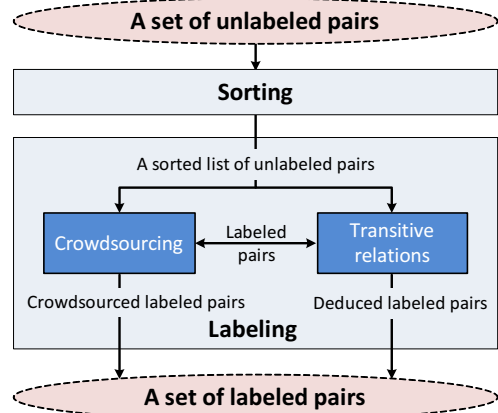 A set of unlabeled pairs
Sorting
A sorted list of unlabeled pairs
Crowdsourcing
Labeled
pairs
Transitive
relations
Crowdsourced labeled pairs
Deduced labeled pairs
Labeling
A set of labeled pairs